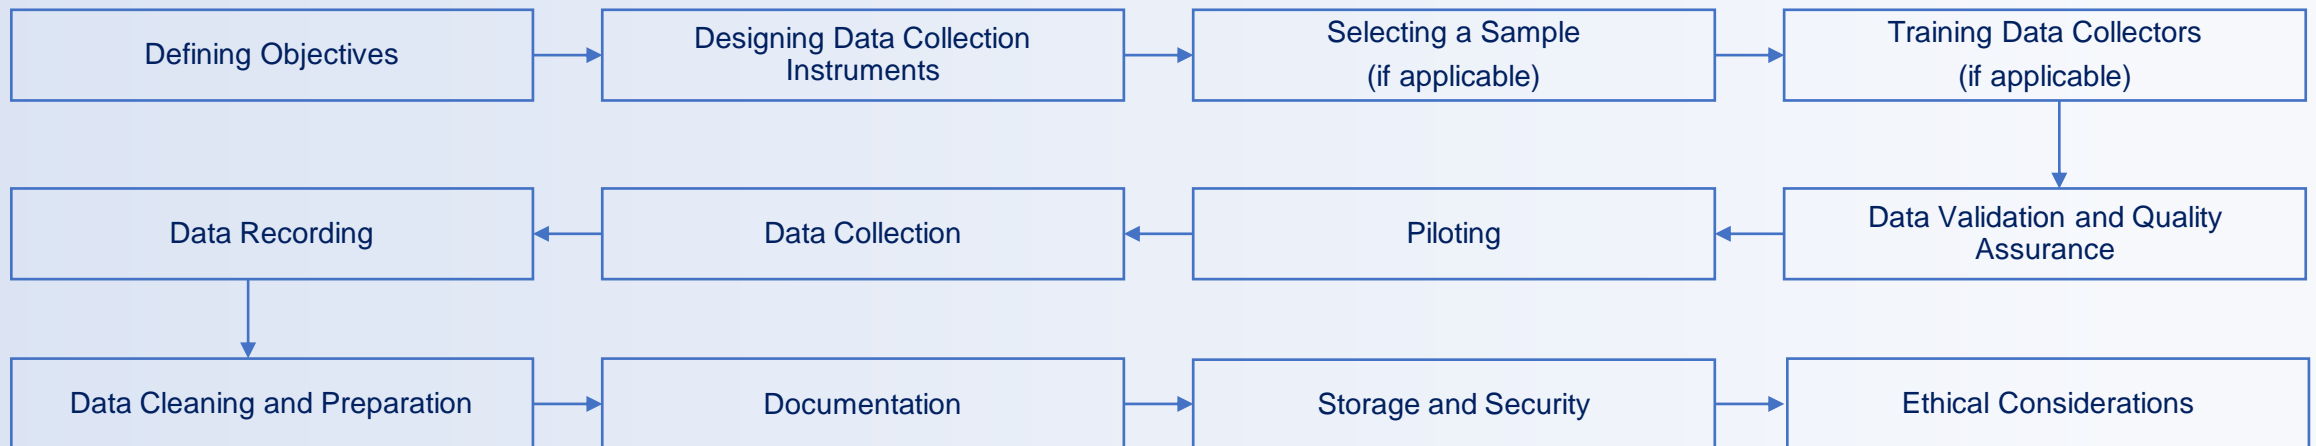 Defining Objectives
Designing Data Collection
Instruments
Selecting a Sample
(if applicable)
Training Data Collectors
(if applicable)
Data Validation and Quality
Assurance
Piloting
Data Collection
Data Recording
Data Cleaning and Preparation
Documentation
Storage and Security
Ethical Considerations